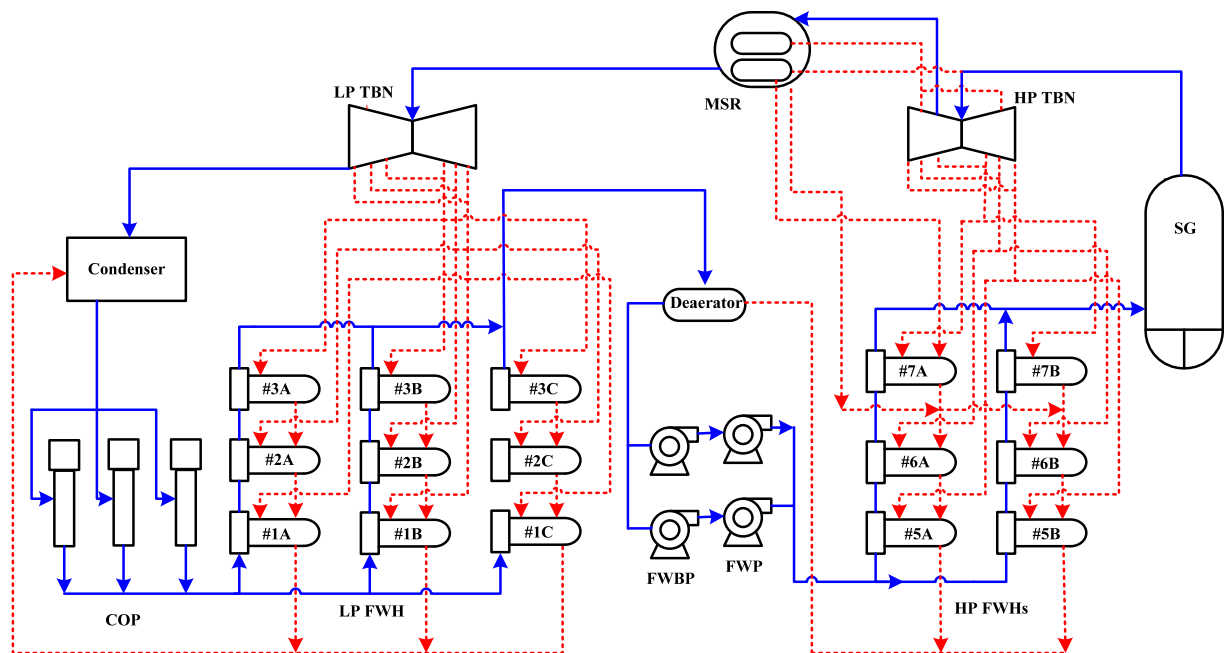 LP TBN
MSR
HP TBN
SG
Condenser
Deaerator
#3A
#3B
#3C
#7A
#7B
#2A
#2B
#2C
#6A
#6B
#1A
#1B
#1C
#5A
#5B
FWBP
FWP
COP
LP FWH
HP FWHs